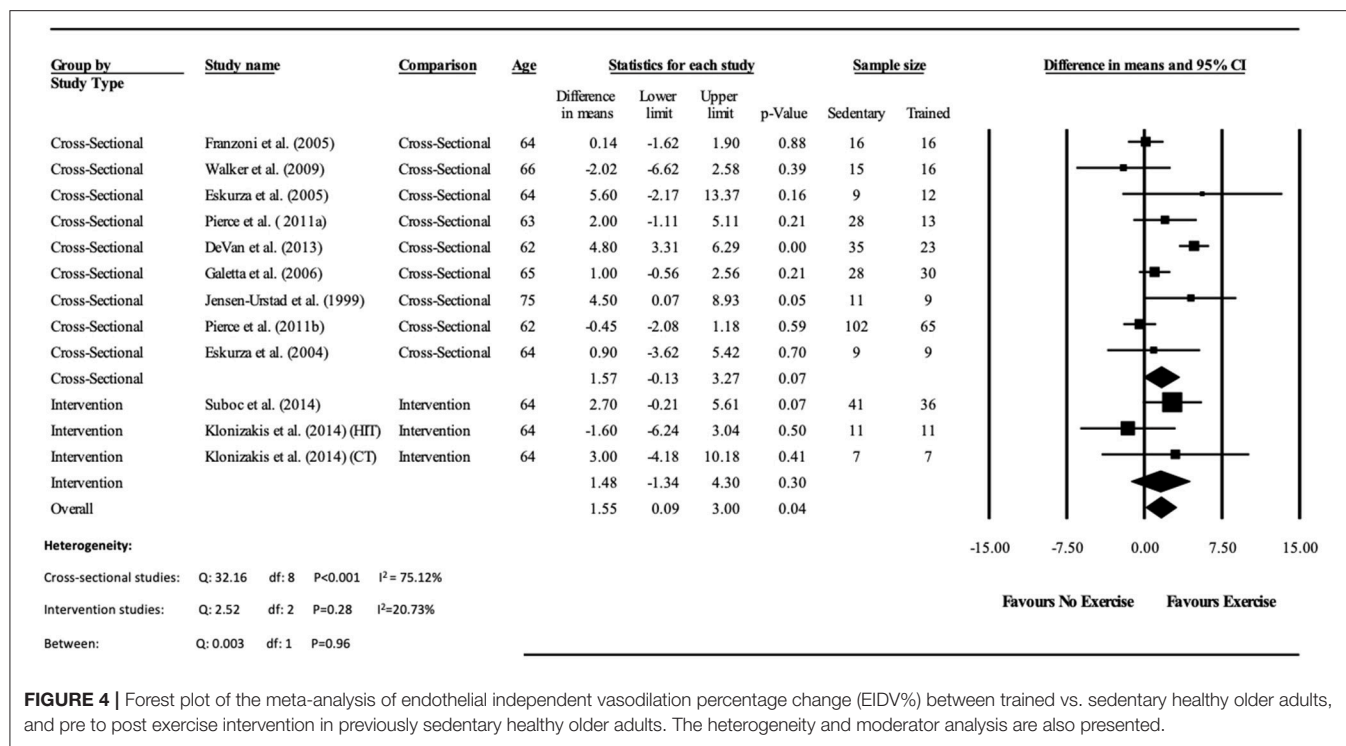 Group by Study name Comparison Age Statistics for each study Sample size Difference in means and 95% CI
Study Type
Difference Lower Upper
in means limit limit p-Value Sedentary Trained
Cross-Sectional Franzoni et al. (2005) Cross-Sectional 64 0.14 -1.62 1.90 0.88 16 16
Cross-Sectional Walker et al. (2009) Cross-Sectional 66 -2.02 -6.62 2.58 0.39 15 16
Cross-Sectional Eskurza et al. (2005) Cross-Sectional 64 5.60 -2.17 13.37 0.16 9 12
Cross-Sectional Pierce et al. ( 2011a) Cross-Sectional 63 2.00 -1.11 5.11 0.21 28 13
Cross-Sectional DeVan et al. (2013) Cross-Sectional 62 4.80 3.31 6.29 0.00 35 23
Cross-Sectional Galetta et al. (2006) Cross-Sectional 65 1.00 -0.56 2.56 0.21 28 30
Cross-Sectional Jensen-Urstad et al. (1999) Cross-Sectional 75 4.50 0.07 8.93 0.05 11 9
Cross-Sectional Pierce et al. (2011b) Cross-Sectional 62 -0.45 -2.08 1.18 0.59 102 65
Cross-Sectional Eskurza et al. (2004) Cross-Sectional 64 0.90 -3.62 5.42 0.70 9 9
Cross-Sectional 1.57 -0.13 3.27 0.07
Intervention Suboc et al. (2014) Intervention 64 2.70 -0.21 5.61 0.07 41 36
Intervention Klonizakis et al. (2014) (HIT) Intervention 64 -1.60 -6.24 3.04 0.50 11 11
Intervention Klonizakis et al. (2014) (CT) Intervention 64 3.00 -4.18 10.18 0.41 7 7
Intervention 1.48 -1.34 4.30 0.30
Overall 1.55 0.09 3.00 0.04
-15.00 -7.50 0.00 7.50 15.00
Favours No Exercise Favours Exercise
Heterogeneity:
Cross-sectional studies: Q: 32.16 df: 8 P<0.001 I² = 75.12%
Intervention studies: Q: 2.52 df: 2 P=0.28 I²=20.73%
Between: Q: 0.003 df: 1 P=0.96
FIGURE 4 | Forest plot of the meta-analysis of endothelial independent vasodilation percentage change (EIDV%) between trained vs. sedentary healthy older adults,
and pre to post exercise intervention in previously sedentary healthy older adults. The heterogeneity and moderator analysis are also presented.